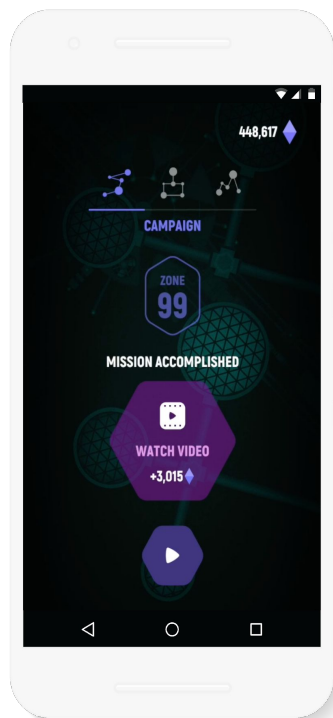 448,617
CAMPAIGN
ZONE
99
MISSION ACCOMPLISHED
WATCH VIDEO
+3,015